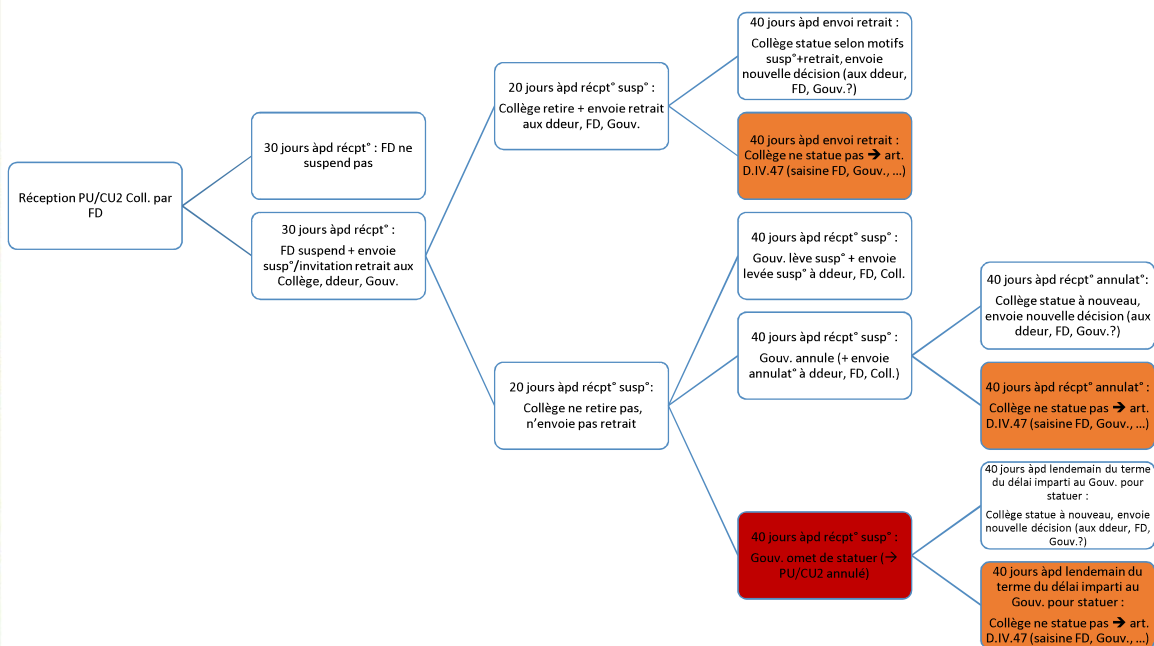 Réception PU/CU2 Coll. par
FD
30 jours àpd récpt° : FD ne
suspend pas
30 jours àpd récpt° :
FD suspend + envoie
susp°/invitation retrait aux
Collège, ddeur, Gouv.
20 jours àpd récpt° susp° :
Collège retire + envoie retrait
aux ddeur, FD, Gouv.
20 jours àpd récpt° susp°:
Collège ne retire pas,
n’envoie pas retrait
40 jours àpd envoi retrait :
Collège statue selon motifs
susp°+retrait, envoie
nouvelle décision (aux ddeur,
FD, Gouv.?)
40 jours àpd envoi retrait :
Collège ne statue pas ➔ art.
D.IV.47 (saisine FD, Gouv., ...)
40 jours àpd récpt° susp° :
Gouv. lève susp° + envoie
levée susp° à ddeur, FD, Coll.
40 jours àpd récpt° susp° :
Gouv. annule (+ envoie
annulat° à ddeur, FD, Coll.)
40 jours àpd récpt° susp° :
Gouv. omet de statuer (→
PU/CU2 annulé)
40 jours àpd récpt° annulat°:
Collège statue à nouveau,
envoie nouvelle décision (aux
ddeur, FD, Gouv.?)
40 jours àpd récpt° annulat° :
Collège ne statue pas ➔ art.
D.IV.47 (saisine FD, Gouv., ...)
40 jours àpd lendemain du terme
du délai imparti au Gouv. pour
statuer :
Collège statue à nouveau, envoie
nouvelle décision (aux ddeur, FD,
Gouv.?)
40 jours àpd lendemain du
terme du délai imparti au
Gouv. pour statuer :
Collège ne statue pas ➔ art.
D.IV.47 (saisine FD, Gouv., ...)